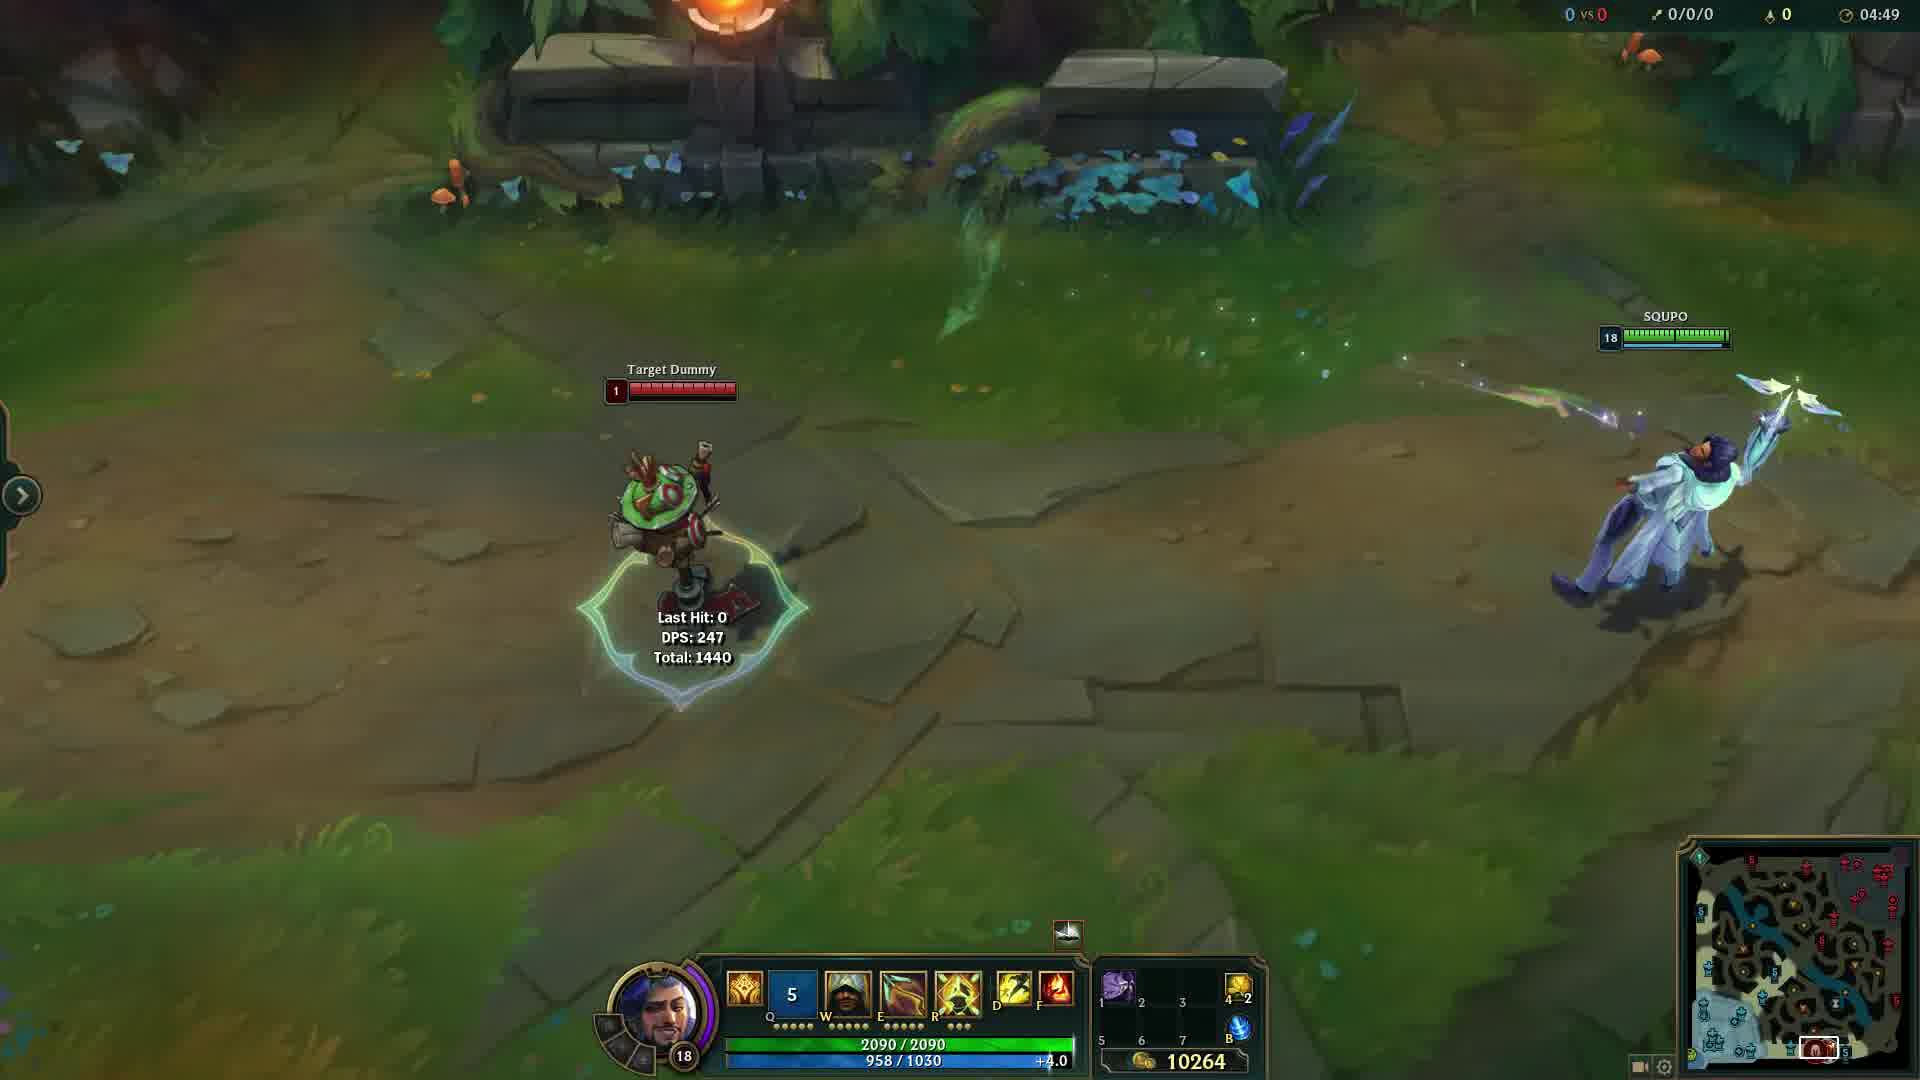 0 vs 0 0/0/0 0 04:49
SQUPO
18
Target Dummy
1
Last Hit: 0
DPS: 247
Total: 1440
5
Q W E R D F
1 2 3 4 2
5 6 7 B
18
2090 / 2090
958 / 1030 +4.0
10264